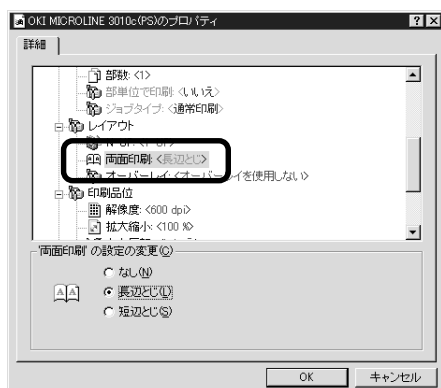 OKI MICROLINE 3010c(PS)のプロパティ
詳細
部数: <1>
部単位で印刷: <いいえ>
ジョブタイプ: <通常印刷>
レイアウト
両面印刷: <長辺とじ>
オーバーレイ: <オーバーレイを使用しない>
印刷品位
解像度: <600 dpi>
拡大縮小: <100 %>
'両面印刷' の設定の変更(C)
なし(N)
長辺とじ(L)
短辺とじ(S)
OK
キャンセル